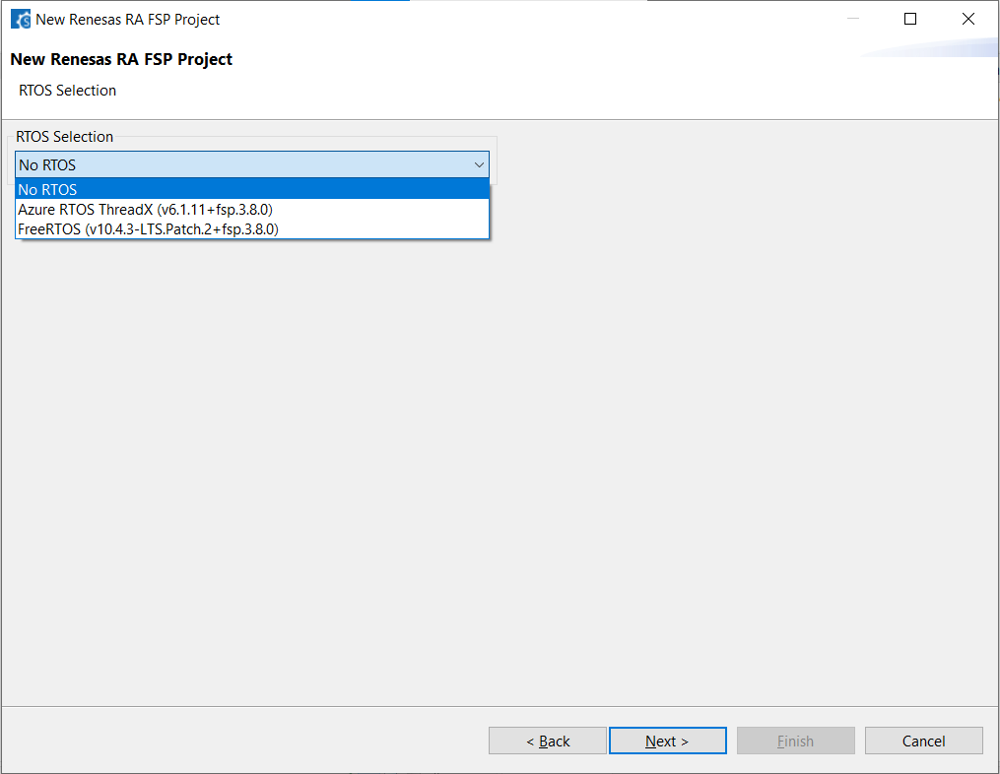 New Renesas RA FSP Project
New Renesas RA FSP Project
RTOS Selection
RTOS Selection
No RTOS
No RTOS
Azure RTOS ThreadX (v6.1.11+fsp.3.8.0)
FreeRTOS (v10.4.3-LTS.Patch.2+fsp.3.8.0)
< Back Next > Finish Cancel